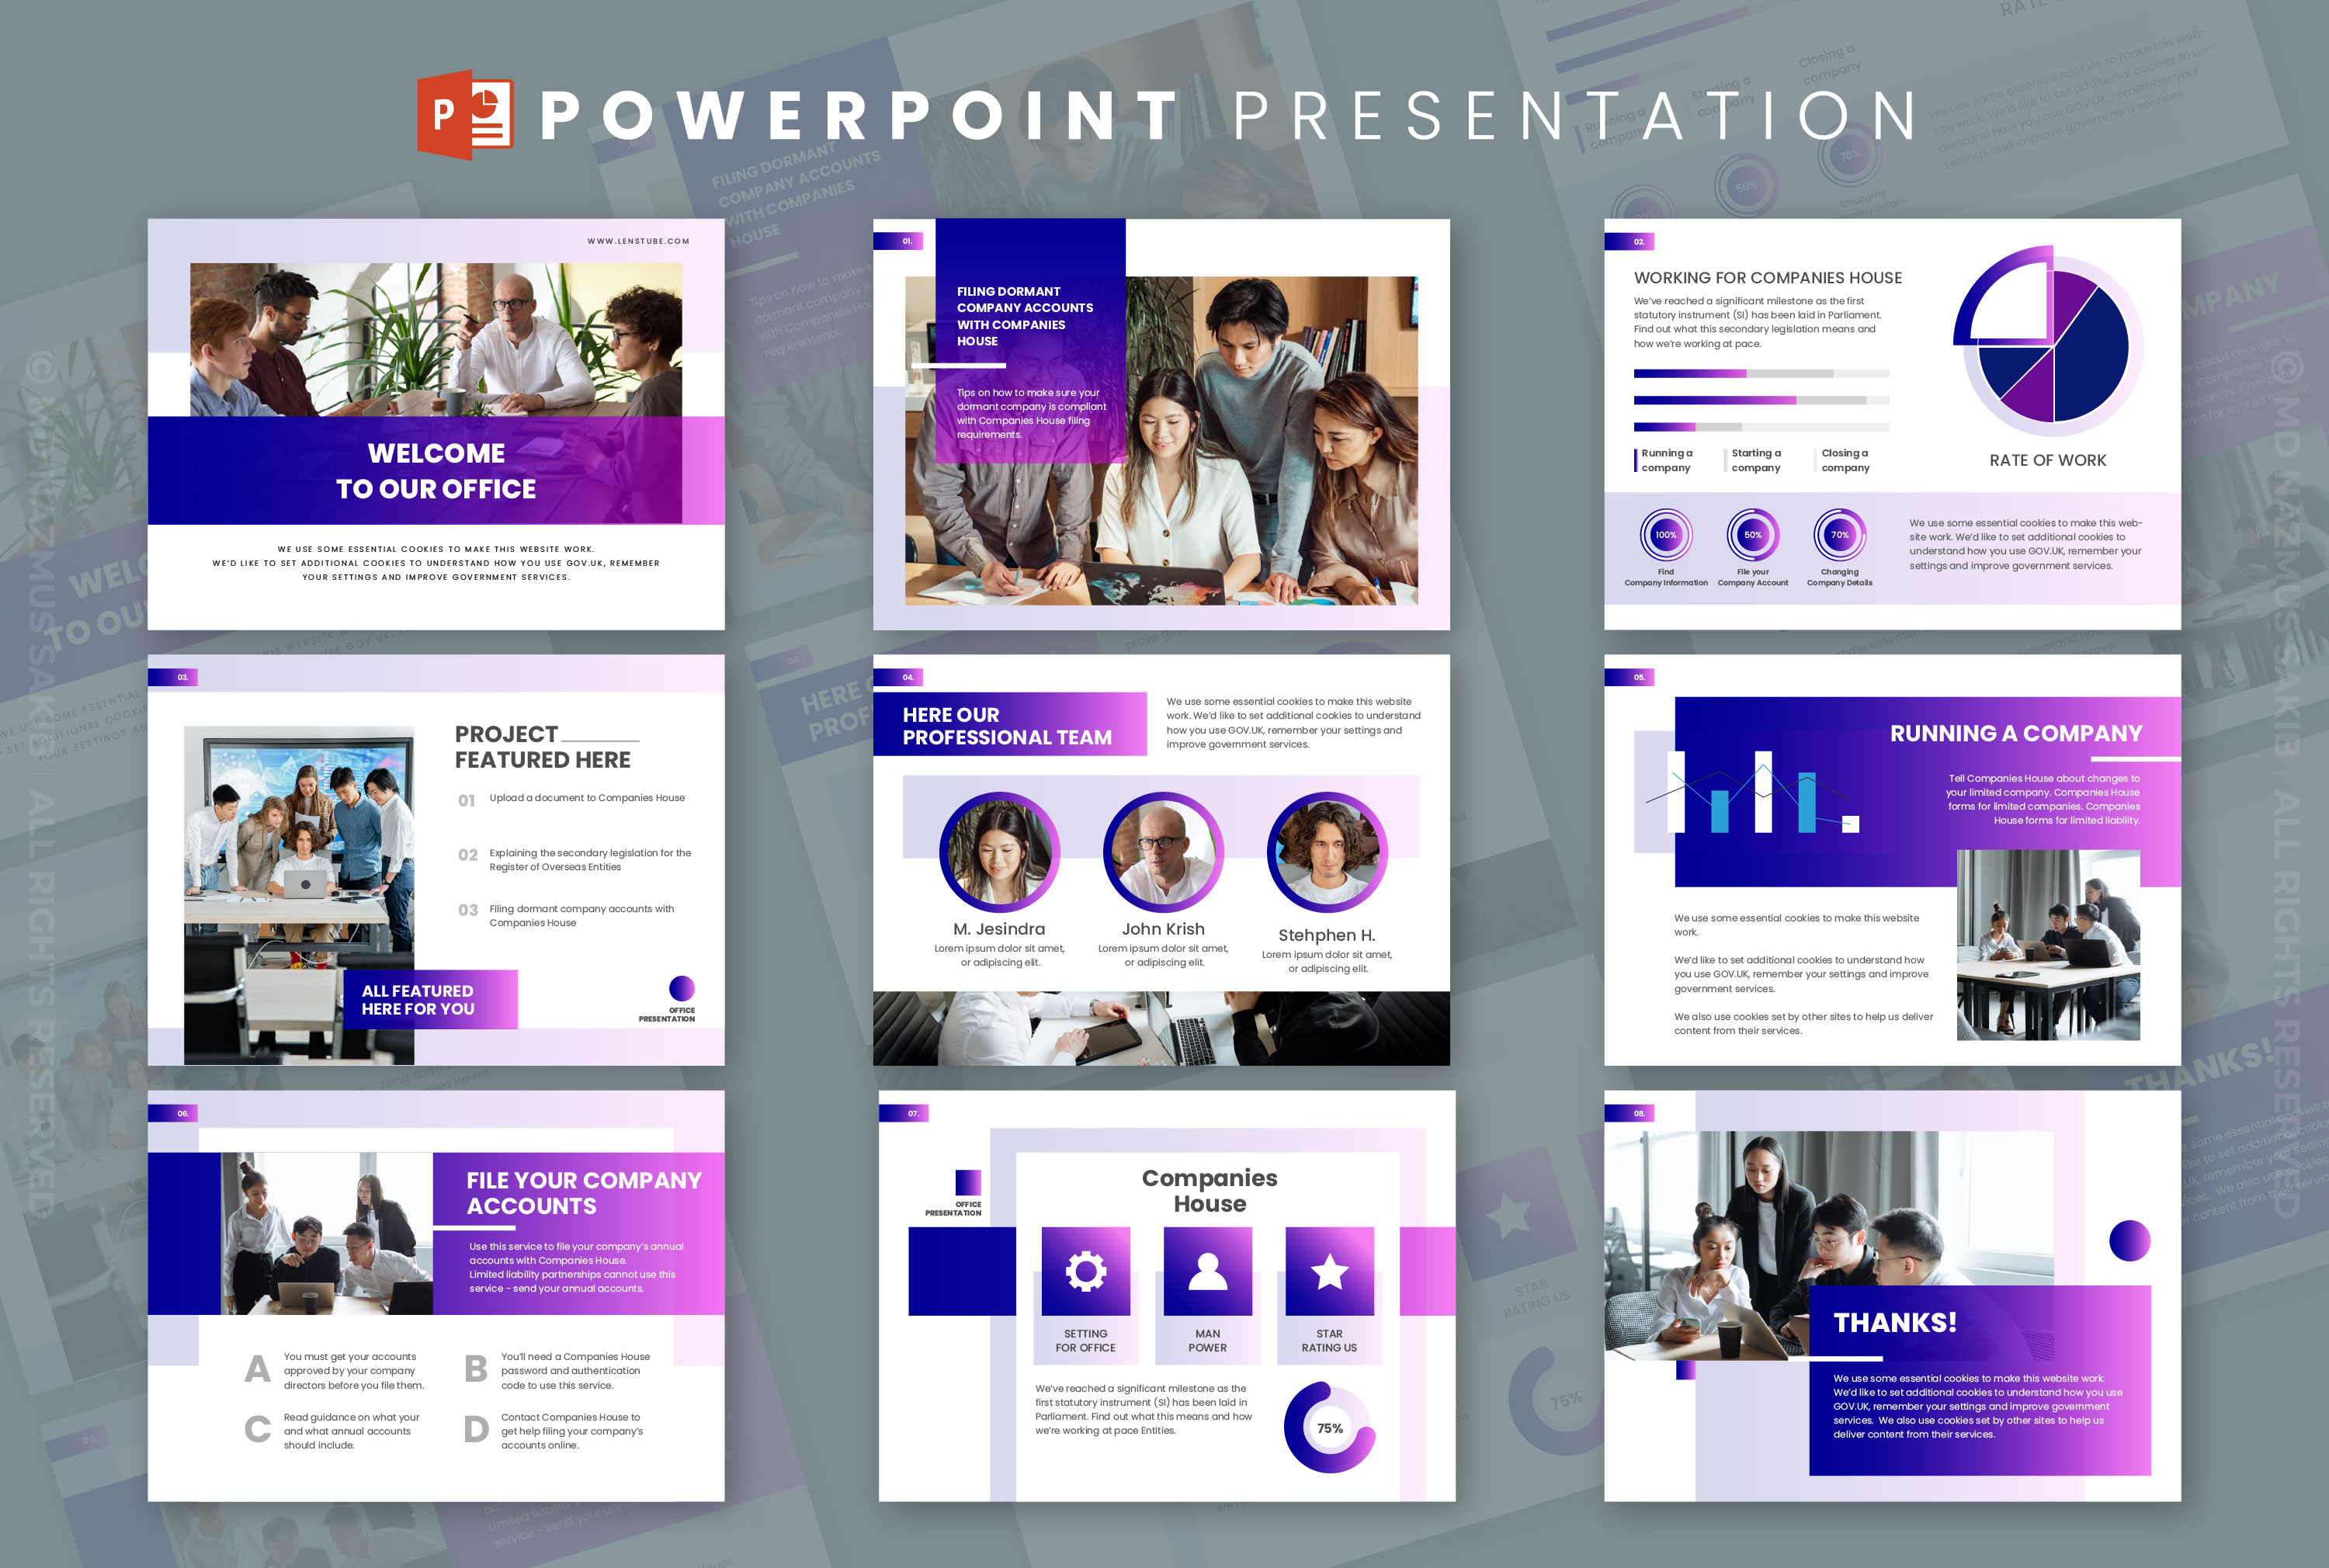 P POWERPOINT PRESENTATION
WWW.LENSTUBE.COM
WELCOME
TO OUR OFFICE
WE USE SOME ESSENTIAL COOKIES TO MAKE THIS WEBSITE WORK.
WE'D LIKE TO SET ADDITIONAL COOKIES TO UNDERSTAND HOW YOU USE GOV.UK, REMEMBER
YOUR SETTINGS AND IMPROVE GOVERNMENT SERVICES.
01.
FILING DORMANT
COMPANY ACCOUNTS
WITH COMPANIES
HOUSE
Tips on how to make sure your
dormant company is compliant
with Companies House filing
requirements.
02.
WORKING FOR COMPANIES HOUSE
We've reached a significant milestone as the first
statutory instrument (SI) has been laid in Parliament.
Find out what this secondary legislation means and
how we're working at pace.
Running a
company
Starting a
company
Closing a
company
RATE OF WORK
100%
50%
70%
Find
Company Information
File your
Company Account
Changing
Company Details
We use some essential cookies to make this web-
site work. We'd like to set additional cookies to
understand how you use GOV.UK, remember your
settings and improve government services.
03.
PROJECT
FEATURED HERE
01 Upload a document to Companies House
02 Explaining the secondary legislation for the
Register of Overseas Entities
03 Filing dormant company accounts with
Companies House
ALL FEATURED
HERE FOR YOU
OFFICE
PRESENTATION
04.
HERE OUR
PROFESSIONAL TEAM
We use some essential cookies to make this website
work. We'd like to set additional cookies to understand
how you use GOV.UK, remember your settings and
improve government services.
M. Jesindra
Lorem ipsum dolor sit amet,
or adipiscing elit.
John Krish
Lorem ipsum dolor sit amet,
or adipiscing elit.
Stehphen H.
Lorem ipsum dolor sit amet,
or adipiscing elit.
05.
RUNNING A COMPANY
Tell Companies House about changes to
your limited company. Companies House
forms for limited companies. Companies
House forms for limited liability.
We use some essential cookies to make this website
work.
We'd like to set additional cookies to understand how
you use GOV.UK, remember your settings and improve
government services.
We also use cookies set by other sites to help us deliver
content from their services.
06.
FILE YOUR COMPANY
ACCOUNTS
Use this service to file your company's annual
accounts with Companies House.
Limited liability partnerships cannot use this
service - send your annual accounts.
A You must get your accounts
approved by your company
directors before you file them.
B You'll need a Companies House
password and authentication
code to use this service.
C Read guidance on what your
and what annual accounts
should include.
D Contact Companies House to
get help filing your company's
accounts online.
07.
OFFICE
PRESENTATION
Companies
House
SETTING
FOR OFFICE
MAN
POWER
STAR
RATING US
We've reached a significant milestone as the
first statutory instrument (SI) has been laid in
Parliament. Find out what this means and how
we're working at pace Entities.
75%
08.
THANKS!
We use some essential cookies to make this website work.
We'd like to set additional cookies to understand how you use
GOV.UK, remember your settings and improve government
services. We also use cookies set by other sites to help us
deliver content from their services.
© MD NAZMUSSAKIB | ALL RIGHTS RESERVED
© MD NAZMUSSAKIB | ALL RIGHTS RESERVED